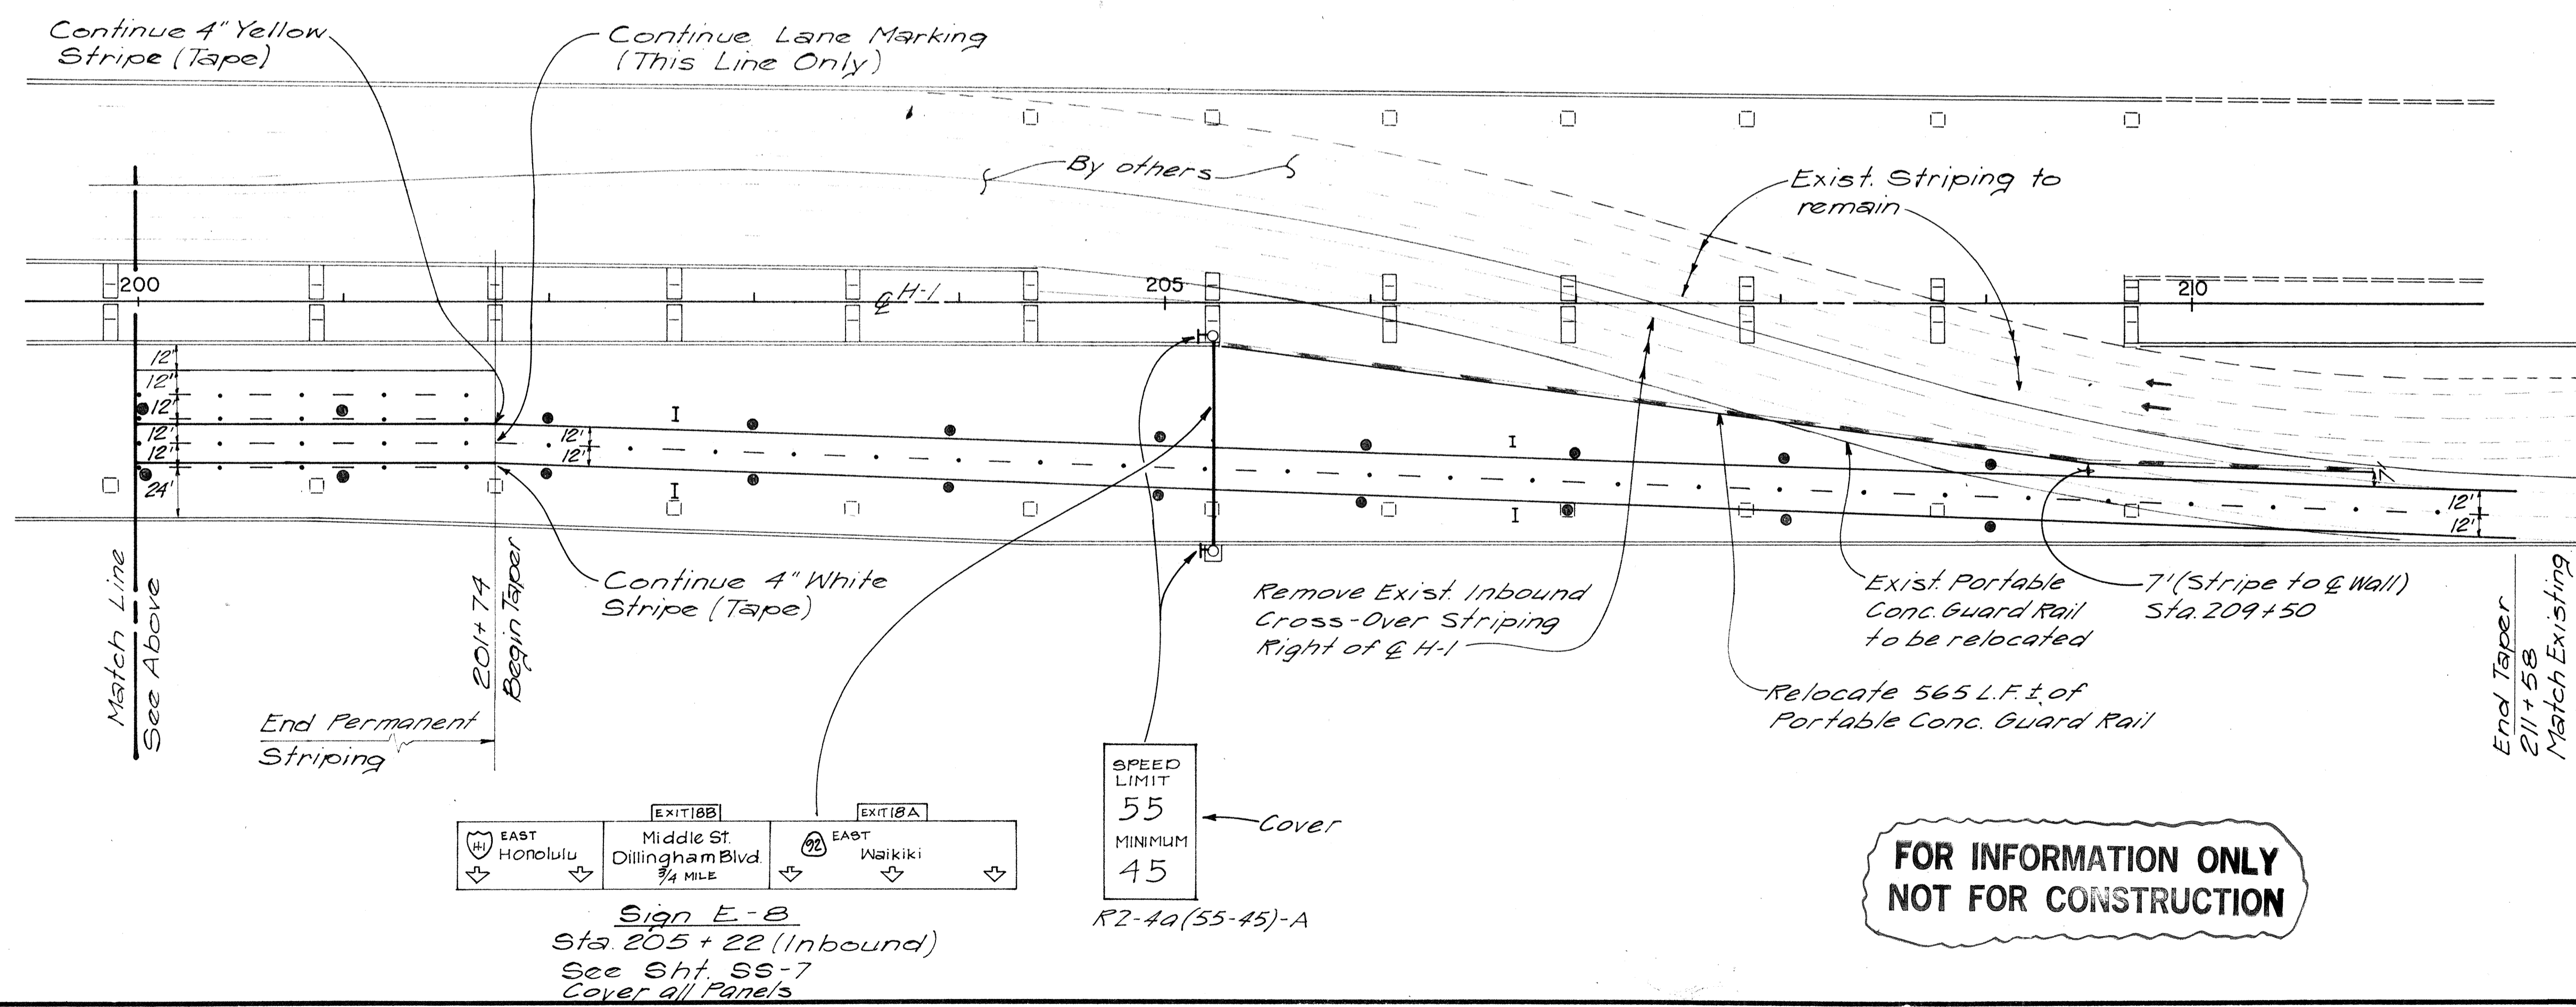 Continue 4" Yellow
Stripe (Tape)
Continue Lane Marking
(This Line Only)
By others
Exist. Striping to
remain
200
℄ H-1
205
210
12'
12'
12'
12'
12'
24'
12'
12'
I
I
I
I
7'
12'
12'
Match Line
See Above
201+74
Begin Taper
End Permanent
Striping
Continue 4" White
Stripe (Tape)
Remove Exist. Inbound
Cross-Over Striping
Right of ℄ H-1
Exist. Portable
Conc. Guard Rail
to be relocated
7' (Stripe to ℄ Wall)
Sta. 209+50
Relocate 565 L.F.± of
Portable Conc. Guard Rail
End Taper
211+58
Match Existing
EXIT 18B
EXIT 18A
H-1
EAST
Honolulu
Middle St.
Dillingham Blvd.
3/4 MILE
92
EAST
Waikiki
Sign E-8
Sta. 205 + 22 (Inbound)
See Sht. SS-7
Cover all Panels
SPEED
LIMIT
55
MINIMUM
45
Cover
R2-4a(55-45)-A
FOR INFORMATION ONLY
NOT FOR CONSTRUCTION